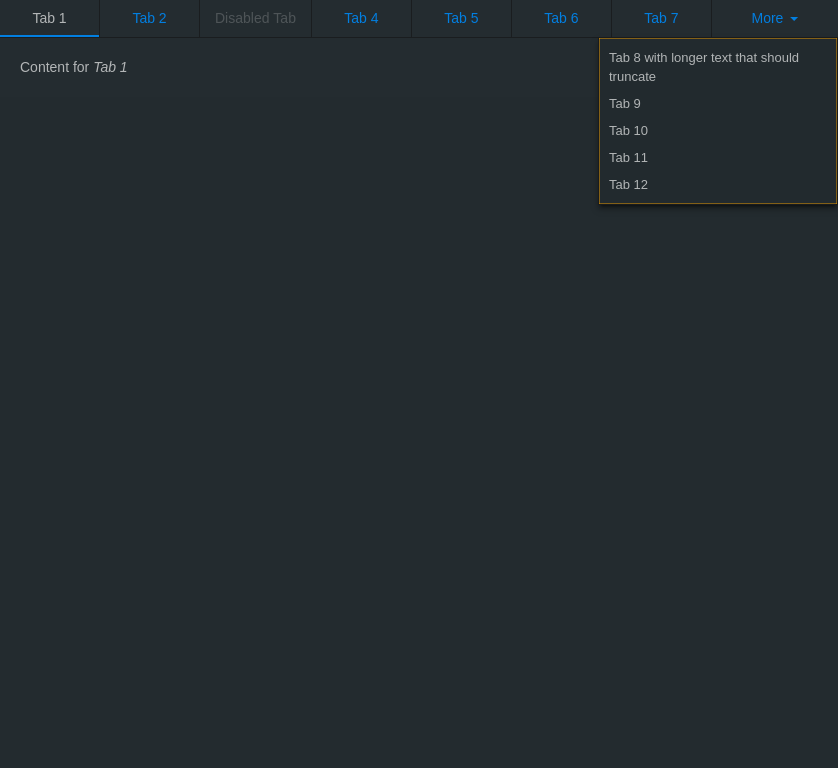 Tab 1 Tab 2 Disabled Tab Tab 4 Tab 5 Tab 6 Tab 7 More
Content for Tab 1
Tab 8 with longer text that should
truncate
Tab 9
Tab 10
Tab 11
Tab 12